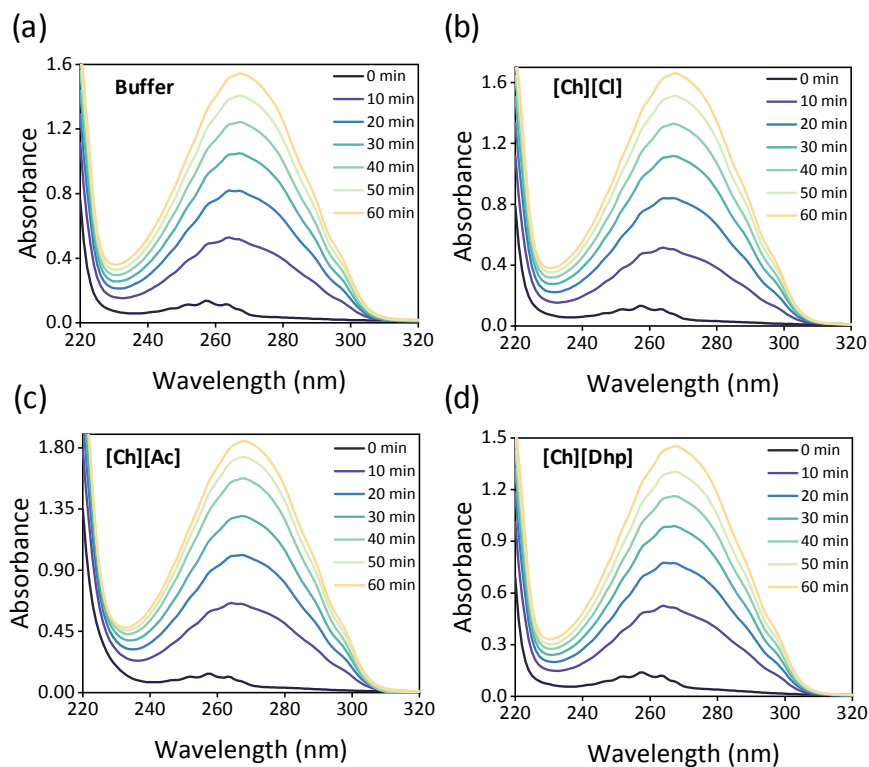 (a)
Buffer
Absorbance
1.6
1.2
0.8
0.4
0.0
220 240 260 280 300 320
Wavelength (nm)
0 min
10 min
20 min
30 min
40 min
50 min
60 min
(b)
[Ch][Cl]
Absorbance
1.6
1.2
0.8
0.4
0.0
220 240 260 280 300 320
Wavelength (nm)
0 min
10 min
20 min
30 min
40 min
50 min
60 min
(c)
[Ch][Ac]
Absorbance
1.80
1.35
0.90
0.45
0.00
220 240 260 280 300 320
Wavelength (nm)
0 min
10 min
20 min
30 min
40 min
50 min
60 min
(d)
[Ch][Dhp]
Absorbance
1.5
1.2
0.9
0.6
0.3
0.0
220 240 260 280 300 320
Wavelength (nm)
0 min
10 min
20 min
30 min
40 min
50 min
60 min